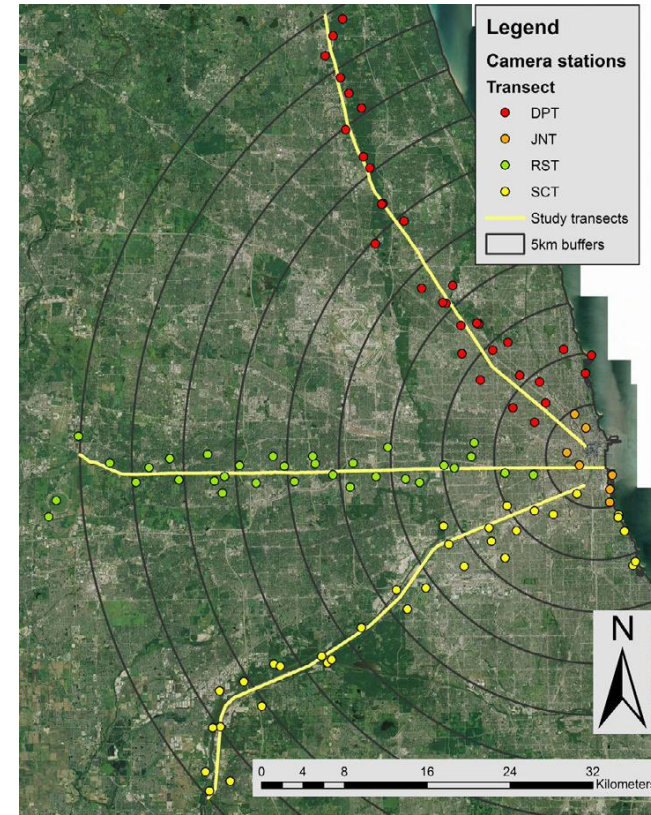 Legend
Camera stations
Transect
DPT
JNT
RST
SCT
Study transects
5km buffers
N
0 4 8 16 24 32
Kilometers